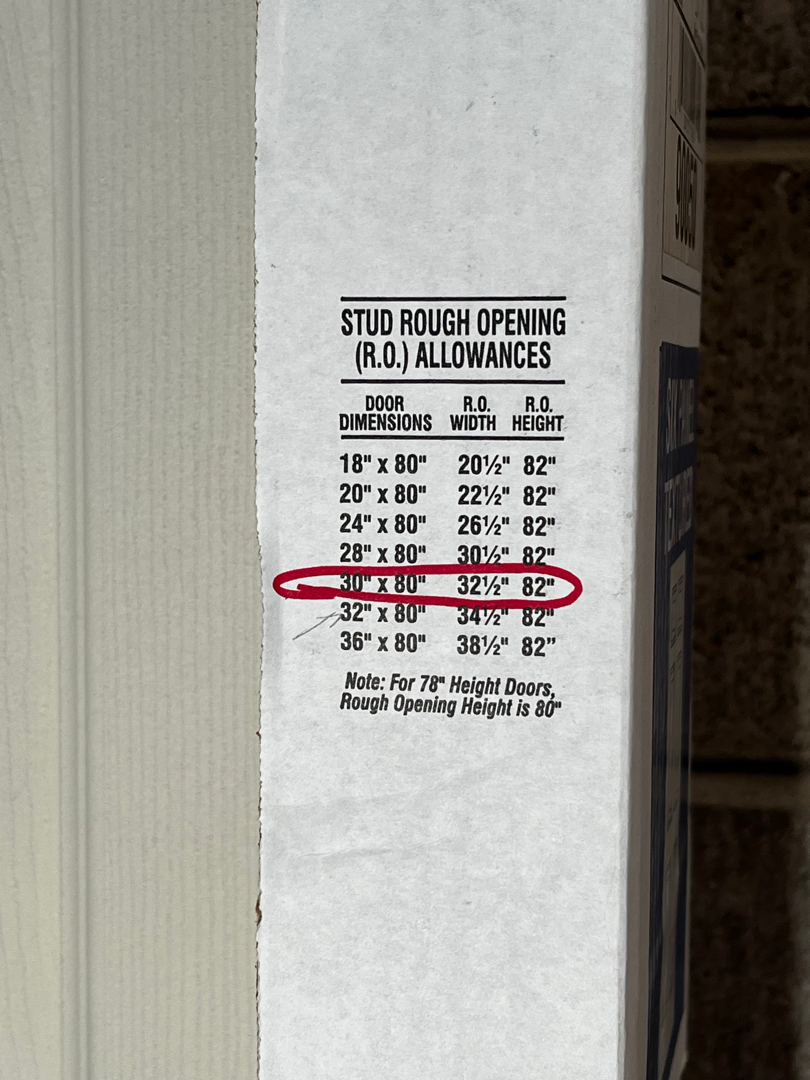 STUD ROUGH OPENING
(R.O.) ALLOWANCES
DOOR DIMENSIONS R.O. WIDTH R.O. HEIGHT
18" x 80" 20½" 82"
20" x 80" 22½" 82"
24" x 80" 26½" 82"
28" x 80" 30½" 82"
30" x 80" 32½" 82"
32" x 80" 34½" 82"
36" x 80" 38½" 82”
Note: For 78" Height Doors,
Rough Opening Height is 80"